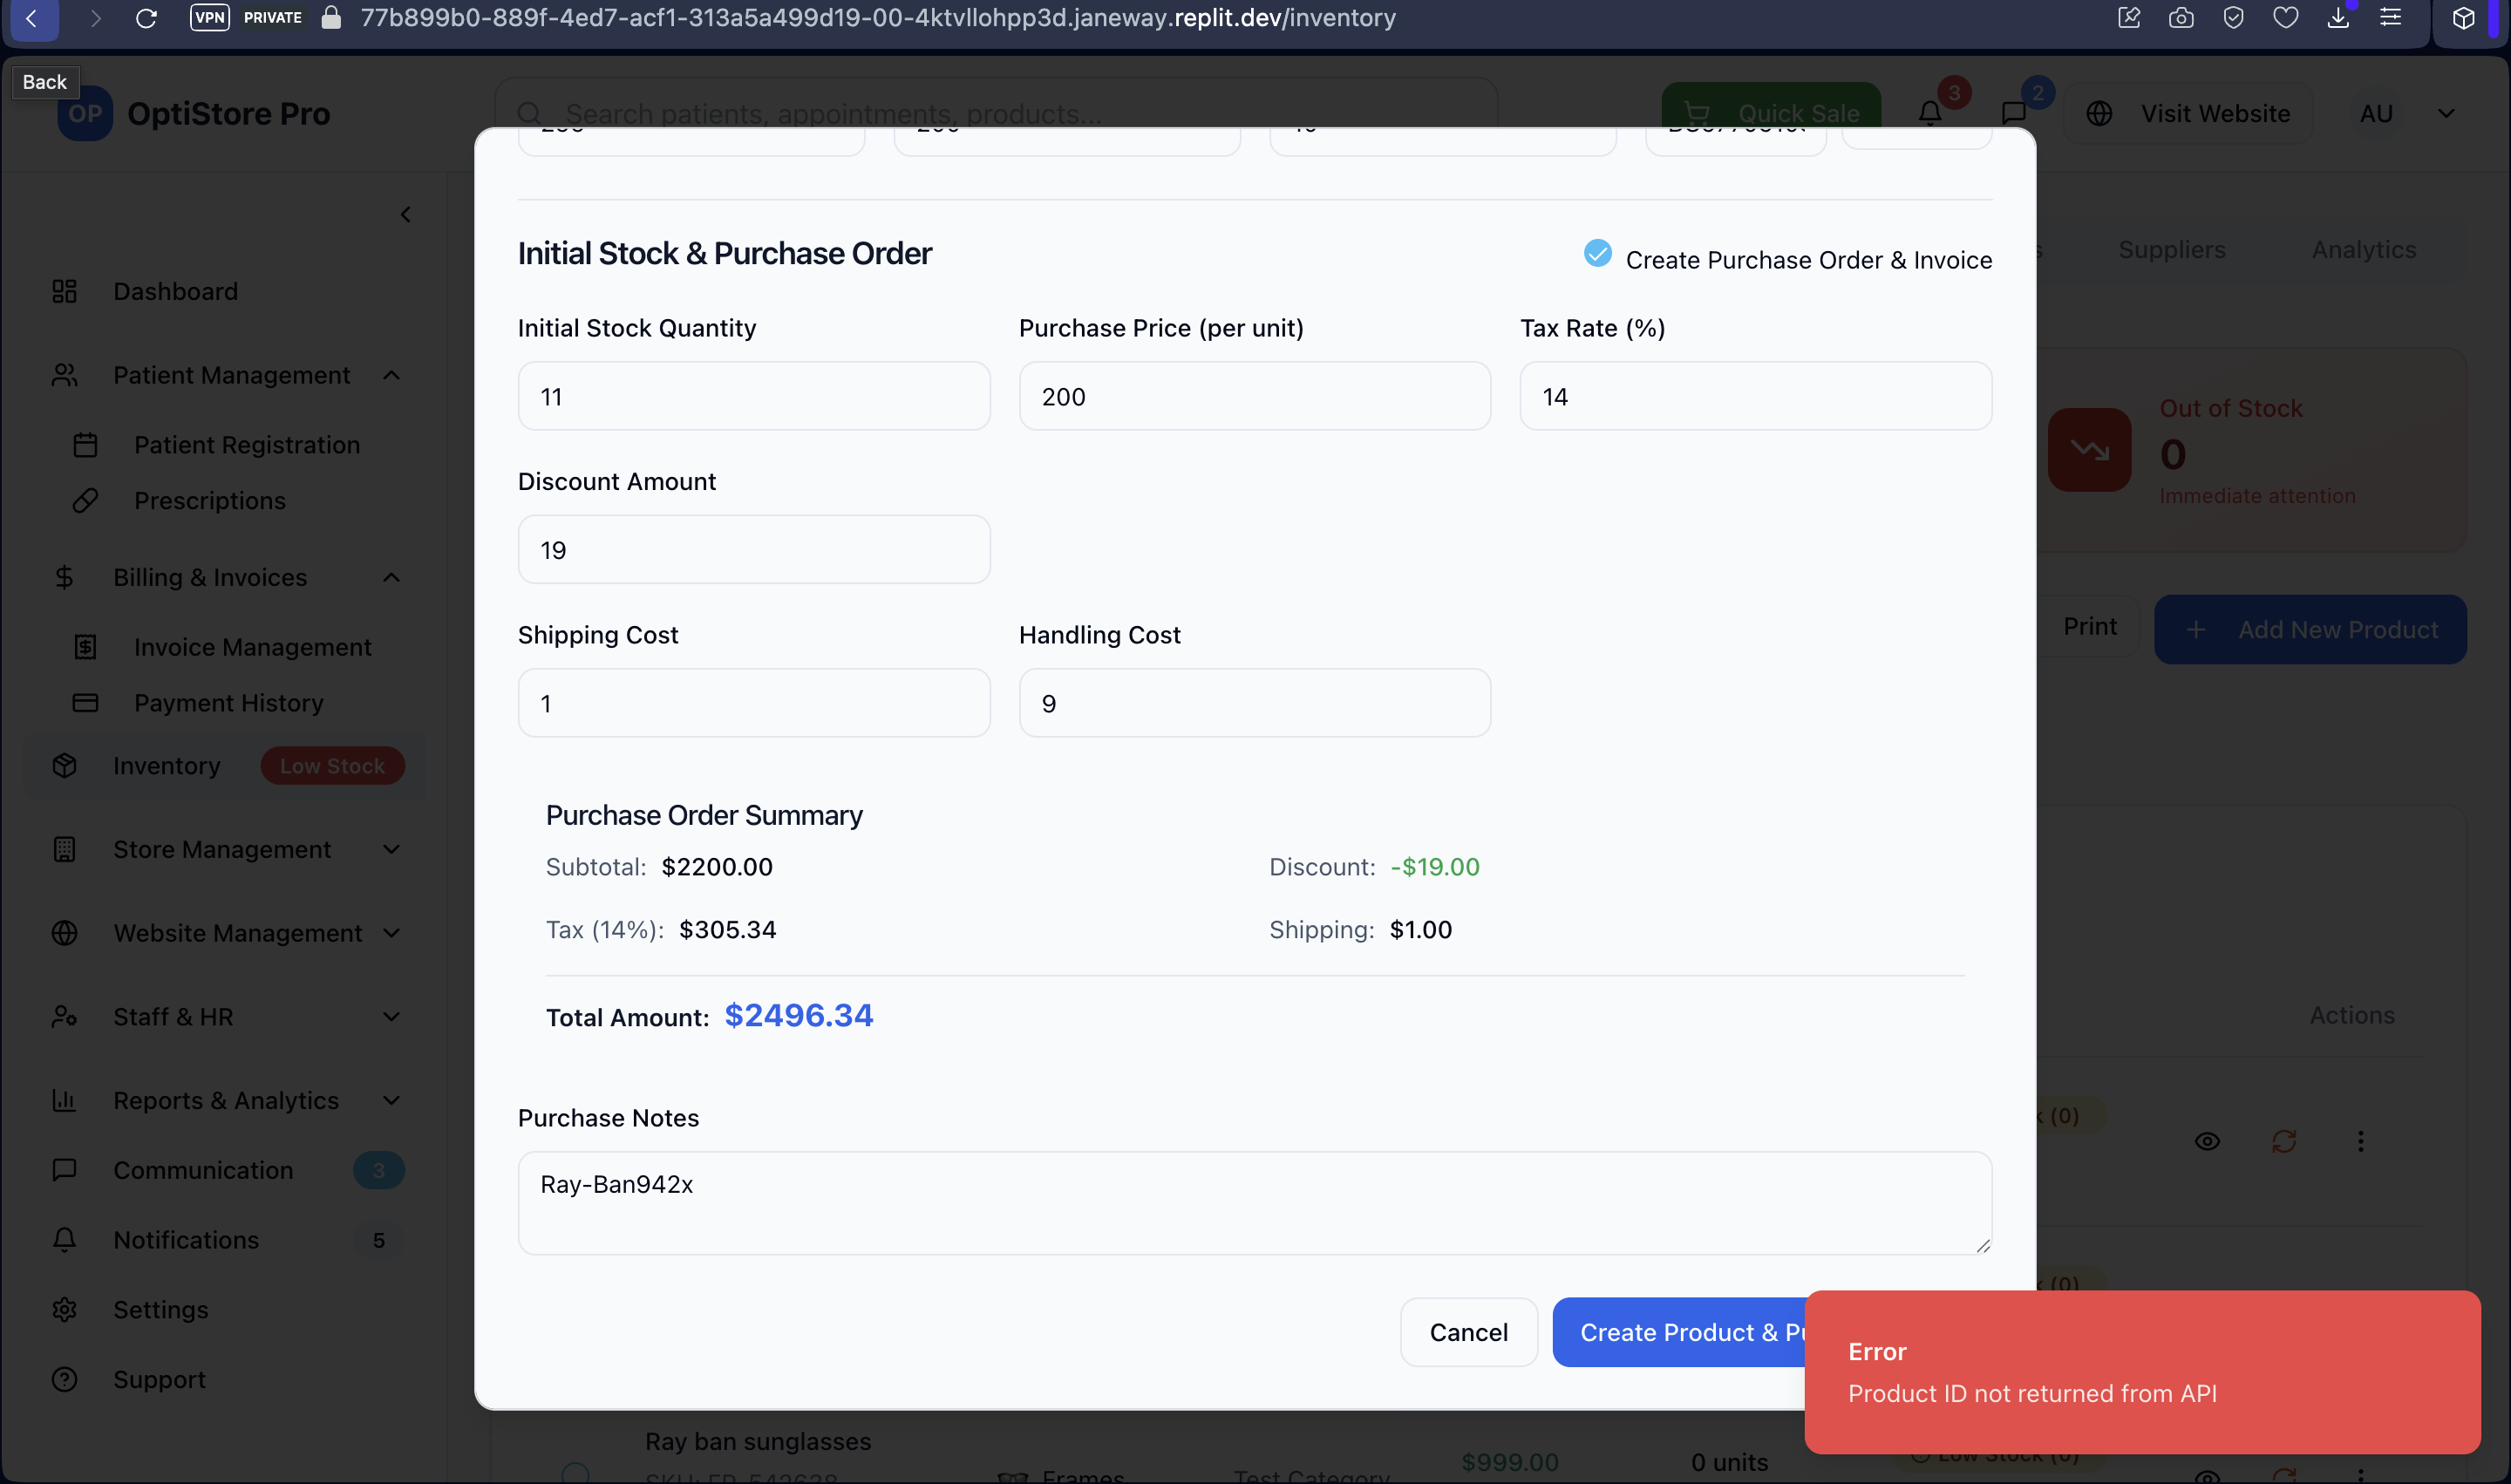 VPN PRIVATE 77b899b0-889f-4ed7-acf1-313a5a499d19-00-4ktvllohpp3d.janeway.replit.dev/inventory
Back
OP OptiStore Pro
Search patients, appointments, products...
Quick Sale
3
2
Visit Website
AU
Dashboard
Patient Management
Patient Registration
Prescriptions
Billing & Invoices
Invoice Management
Payment History
Inventory Low Stock
Store Management
Website Management
Staff & HR
Reports & Analytics
Communication 3
Notifications 5
Settings
Support
Suppliers Analytics
Out of Stock
0
Immediate attention
Print
+ Add New Product
Actions
Initial Stock & Purchase Order
Create Purchase Order & Invoice
Initial Stock Quantity Purchase Price (per unit) Tax Rate (%)
11 200 14
Discount Amount
19
Shipping Cost Handling Cost
1 9
Purchase Order Summary
Subtotal: $2200.00 Discount: -$19.00
Tax (14%): $305.34 Shipping: $1.00
Total Amount: $2496.34
Purchase Notes
Ray-Ban942x
Cancel
Create Product &
Error
Product ID not returned from API
Ray ban sunglasses
Frames
Test Category
$999.00
0 units
Low Stock (0)